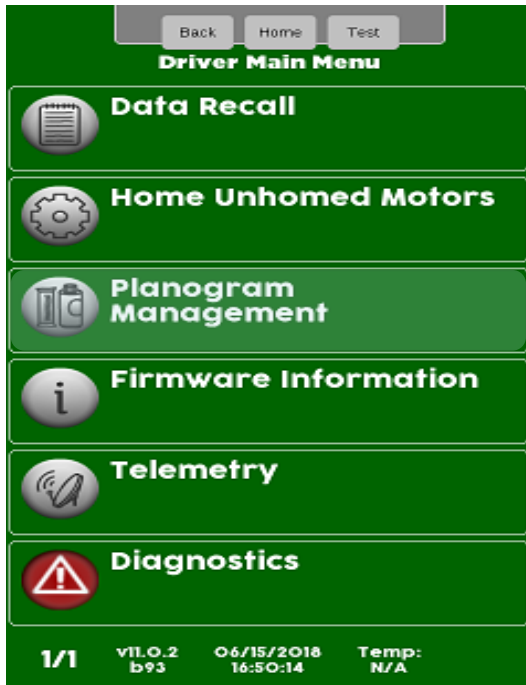 Back Home Test
Driver Main Menu
Data Recall
Home Unhomed Motors
Planogram
Management
i Firmware Information
Telemetry
Diagnostics
1/1 v11.0.2 06/15/2018 Temp:
b93 16:50:14 N/A